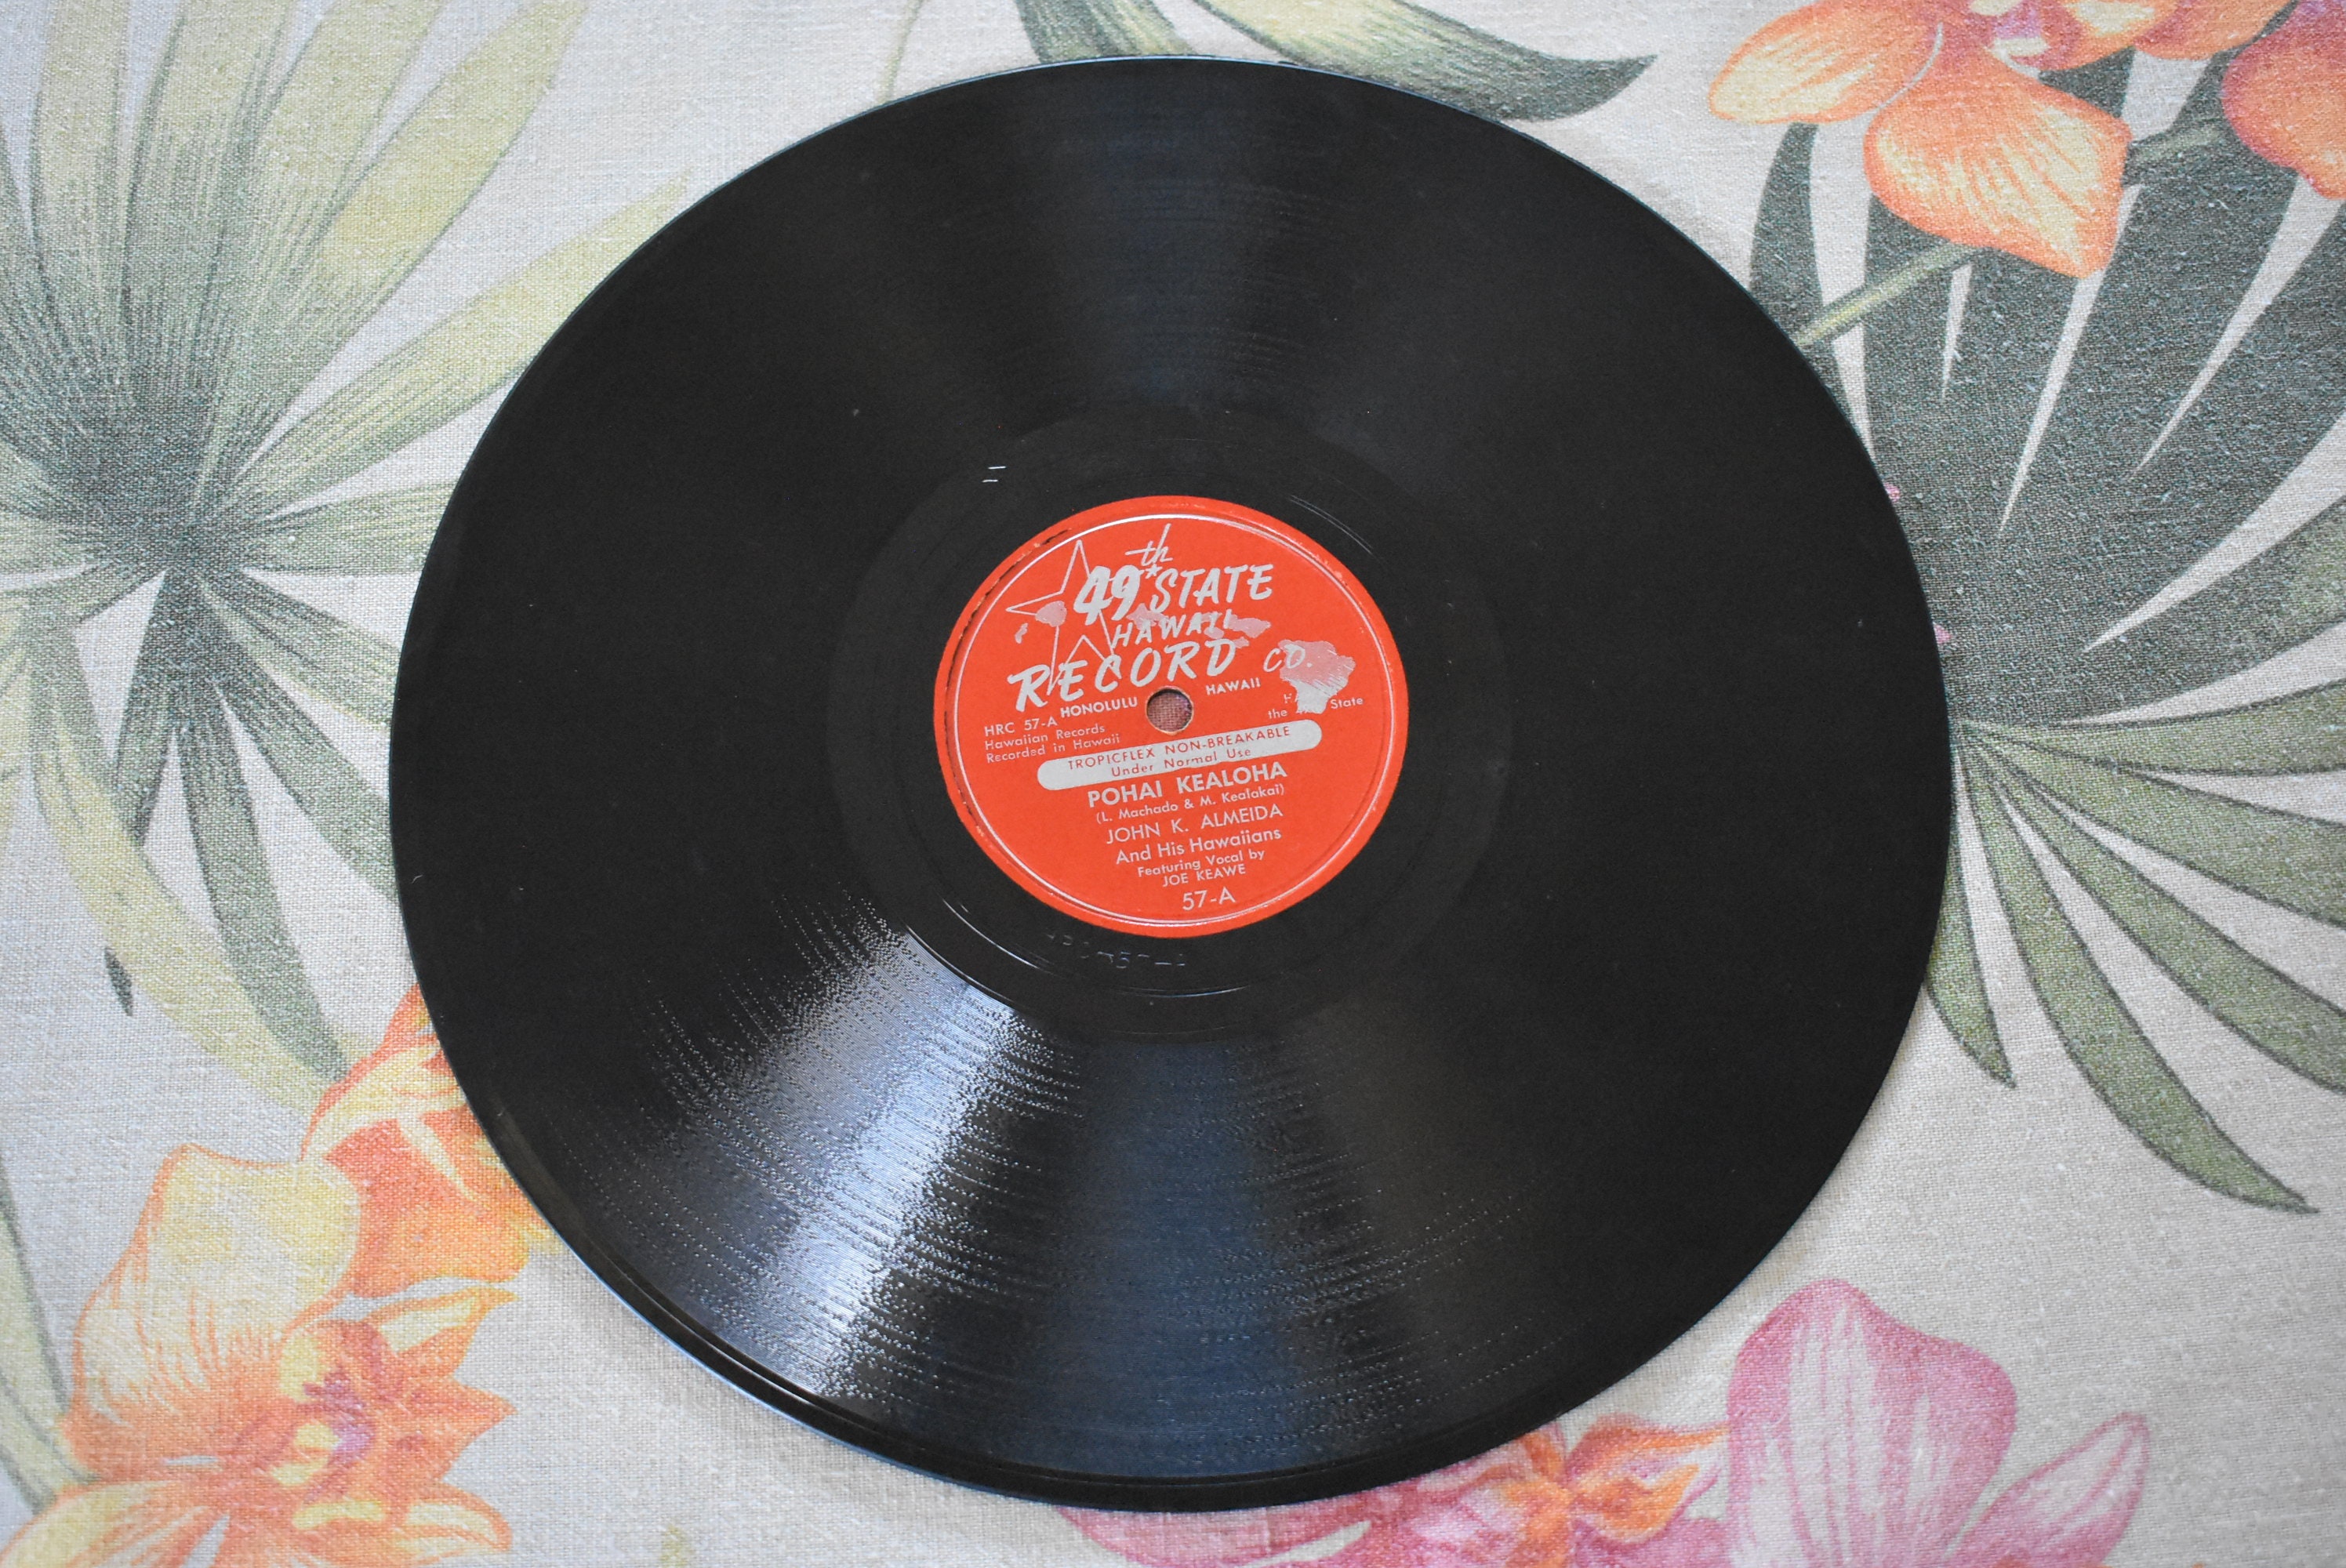 49th STATE
HAWAII
RECORD CO.
HONOLULU HAWAII
HRC 57-A
the State
Hawaiian Records
Recorded in Hawaii
TROPICFLEX NON-BREAKABLE
Under Normal Use
POHAI KEALOHA
(L. Machado & M. Kealakai)
JOHN K. ALMEIDA
And His Hawaiians
Featuring Vocal by
JOE KEAWE
57-A